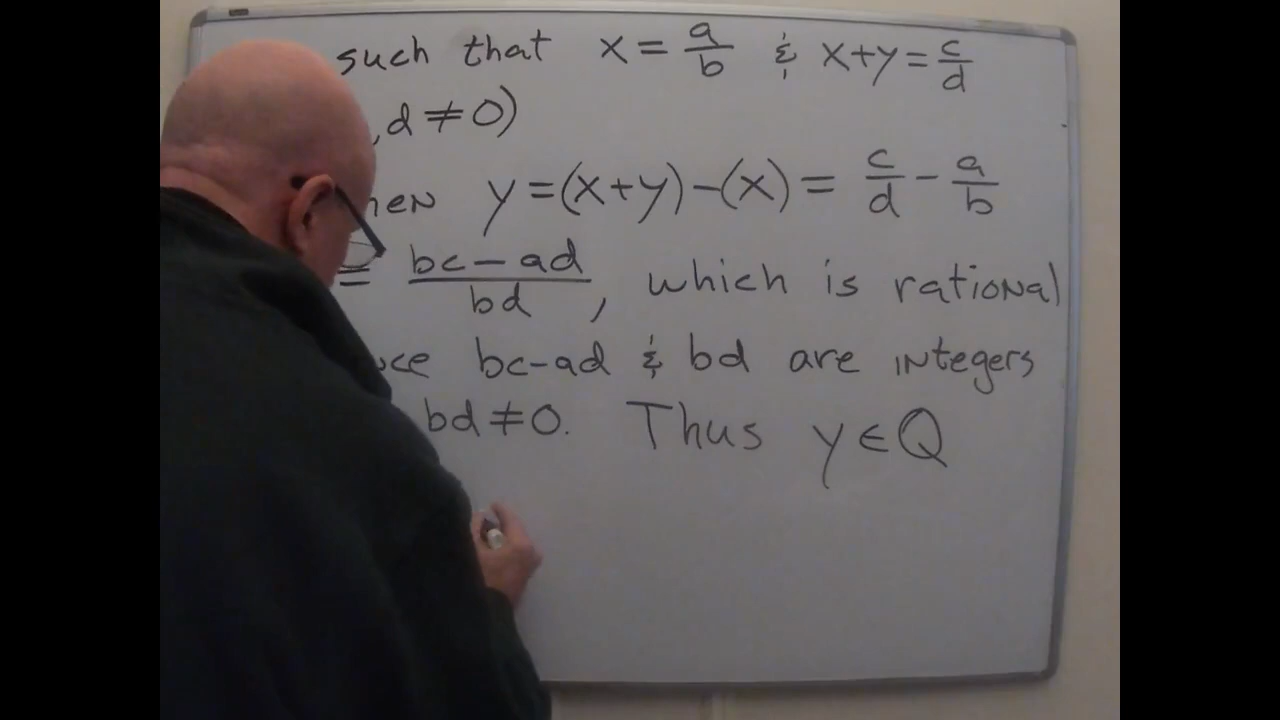 such that x = a/b & x+y = c/d
, d ≠ 0)
y = (x+y) - (x) = c/d - a/b
= bc-ad/bd, which is rational
bc-ad & bd are integers
bd ≠ 0. Thus y ∈ Q